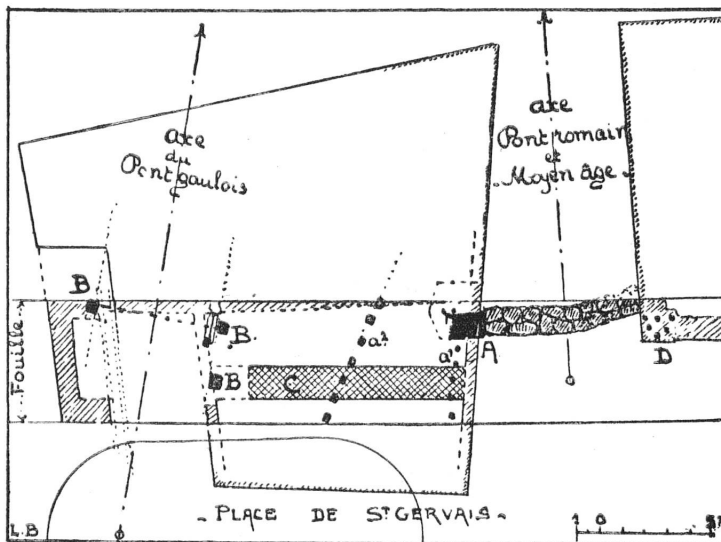 axe
du
Pont gaulois
axe
Pont romain
et
Moyen âge
B
B
B
a²
a¹
A
C
D
Fouille
L.B
- PLACE DE ST GERVAIS -
1 0